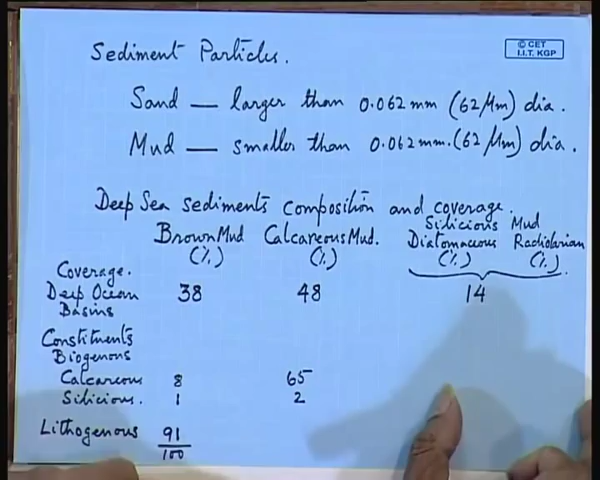 Sediment Particles.
© CET
I.I.T. KGP
Sand — larger than 0.062 mm (62 μm) dia.
Mud — smaller than 0.062 mm. (62 μm) dia.
Deep Sea sediments composition and coverage.
Silicious Mud
Brown Mud Calcareous Mud. Diatomaceous Radiolarian
(%) (%) (%) (%)
Coverage.
Deep Ocean 38 48 14
Basins
Constituents
Biogenous
Calcareous 8 65
Silicious. 1 2
Lithogenous 91
100